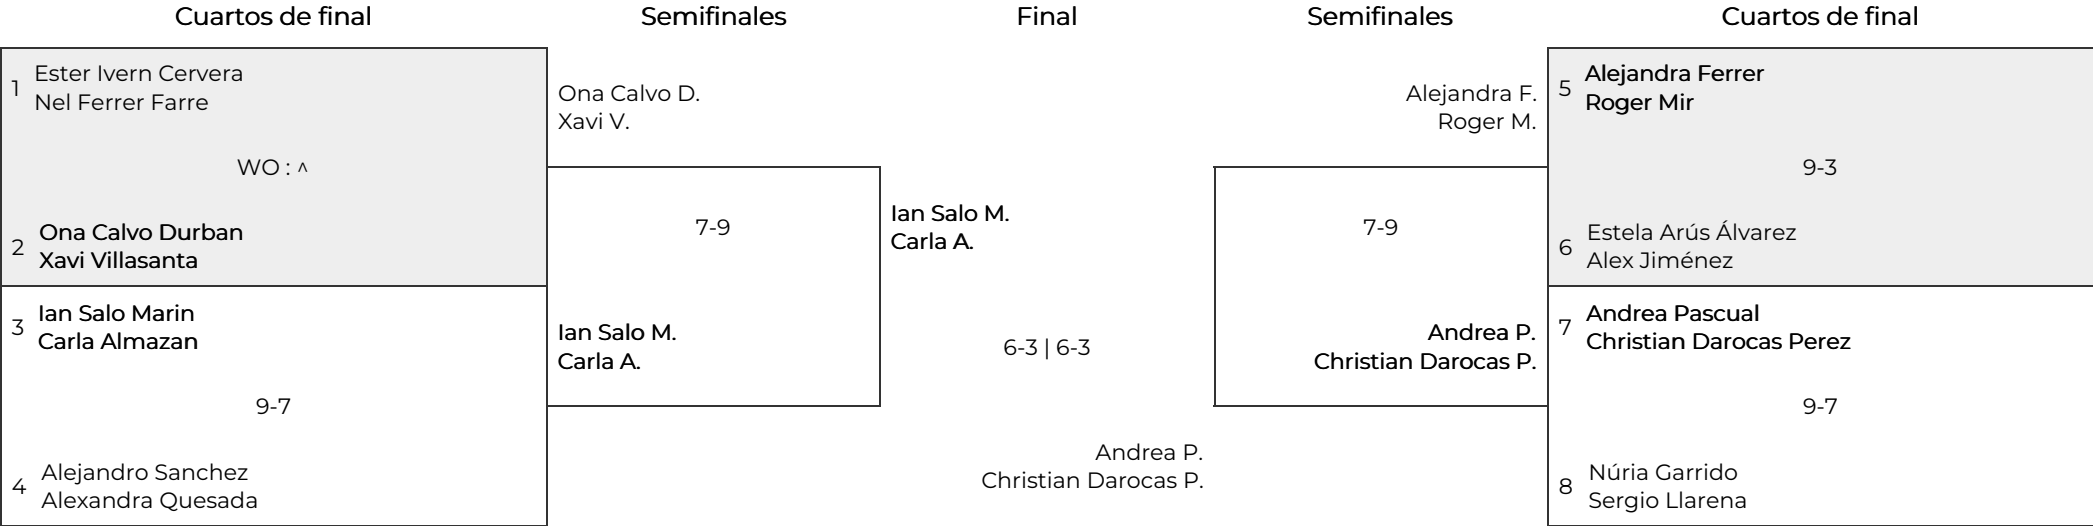 Cuartos de final
Semifinales
Final
Semifinales
Cuartos de final
1
Ester Ivern Cervera
Nel Ferrer Farre
WO : ^
2
Ona Calvo Durban
Xavi Villasanta
3
Ian Salo Marin
Carla Almazan
9-7
4
Alejandro Sanchez
Alexandra Quesada
Ona Calvo D.
Xavi V.
7-9
Ian Salo M.
Carla A.
Ian Salo M.
Carla A.
6-3 | 6-3
Andrea P.
Christian Darocas P.
Alejandra F.
Roger M.
7-9
Andrea P.
Christian Darocas P.
5
Alejandra Ferrer
Roger Mir
9-3
6
Estela Arús Álvarez
Alex Jiménez
7
Andrea Pascual
Christian Darocas Perez
9-7
8
Núria Garrido
Sergio Llarena